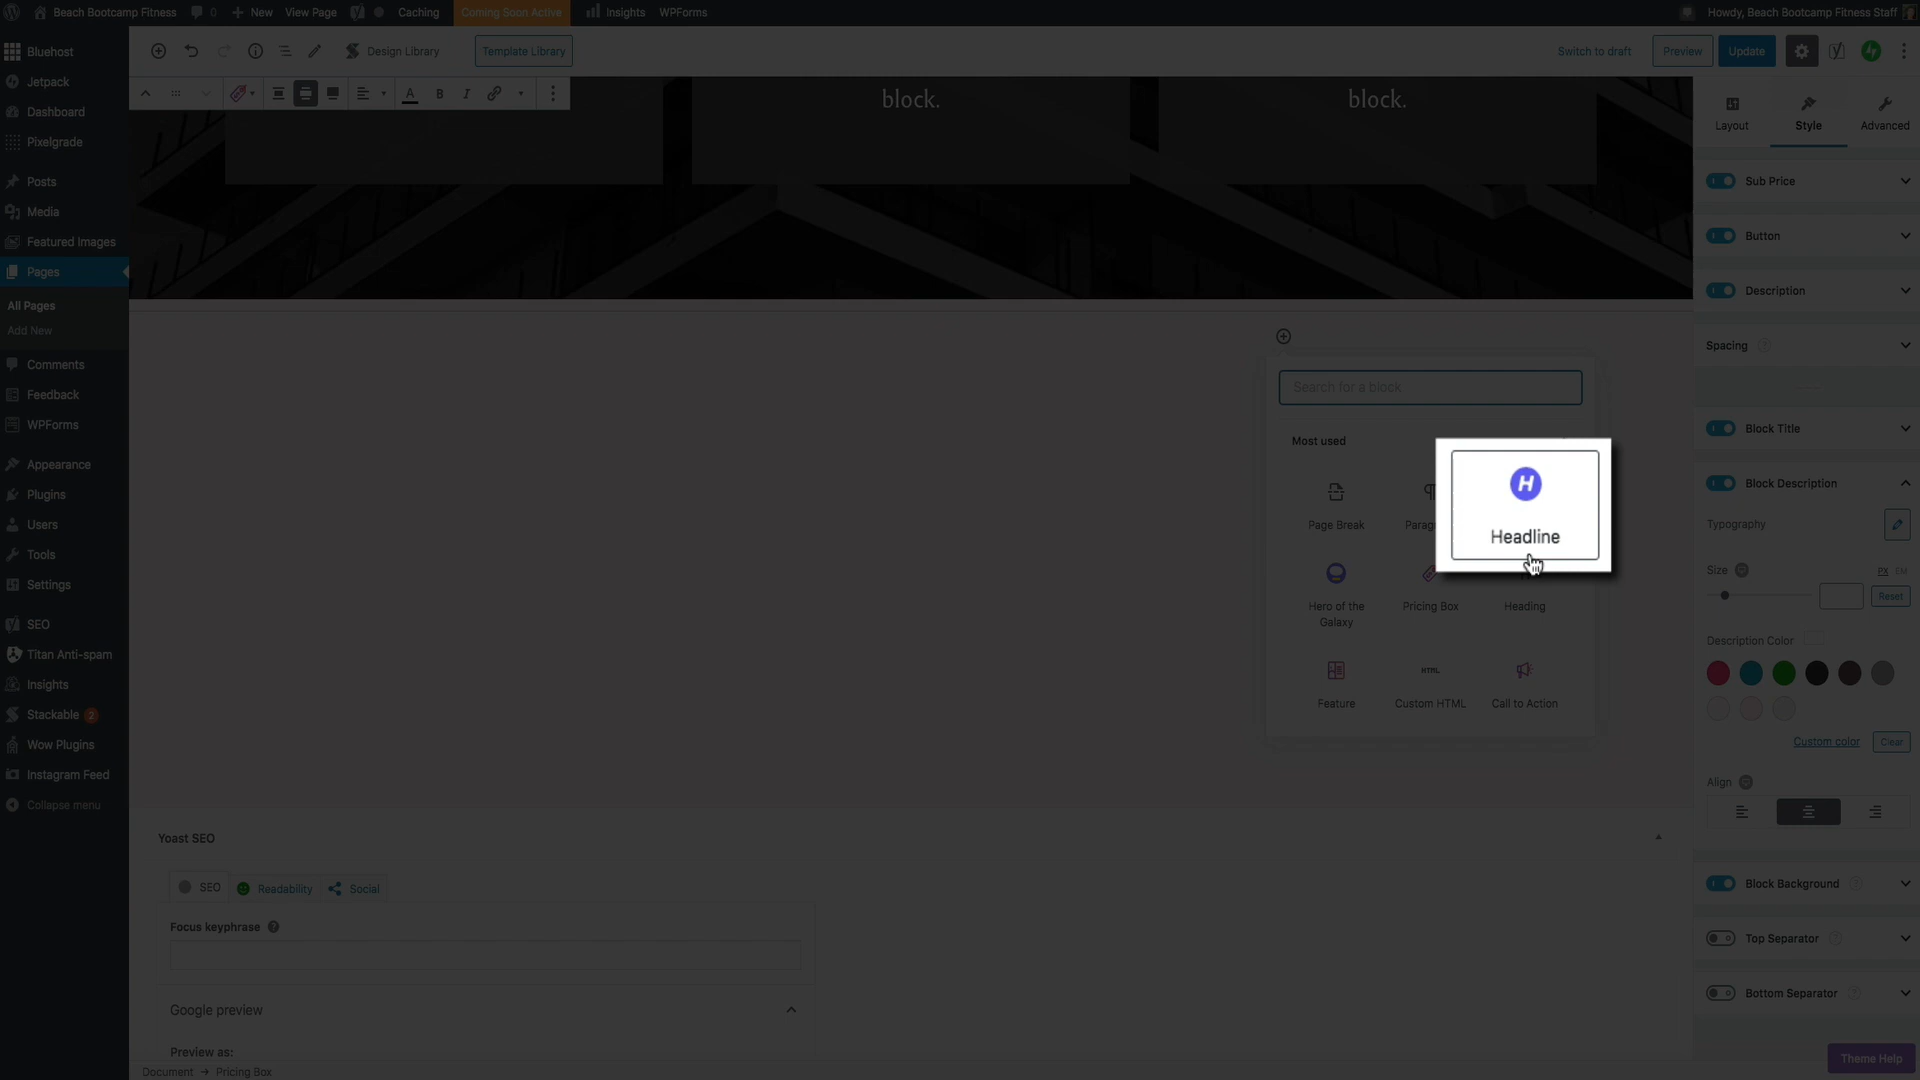 Beach Bootcamp Fitness 0 New View Page Caching Coming Soon Active Insights WPForms Howdy, Beach Bootcamp Fitness Staff
Bluehost
Jetpack
Dashboard
Pixelgrade
Posts
Media
Featured Images
Pages
All Pages
Add New
Comments
Feedback
WPForms
Appearance
Plugins
Users
Tools
Settings
SEO
Titan Anti-spam
Insights
Stackable 2
Wow Plugins
Instagram Feed
Collapse menu
Design Library Template Library Switch to draft Preview Update
A B I
block. block.
Search for a block
Most used
Headline
Page Break
Hero of the
Galaxy
Pricing Box Heading
HTML
Feature Custom HTML Call to Action
Layout Style Advanced
Sub Price
Button
Description
Spacing
Block Title
Block Description
Typography
Size PX EM
Reset
Description Color
Custom color Clear
Align
Block Background
Top Separator
Bottom Separator
Theme Help
Yoast SEO
SEO Readability Social
Focus keyphrase
Google preview
Preview as:
Document → Pricing Box